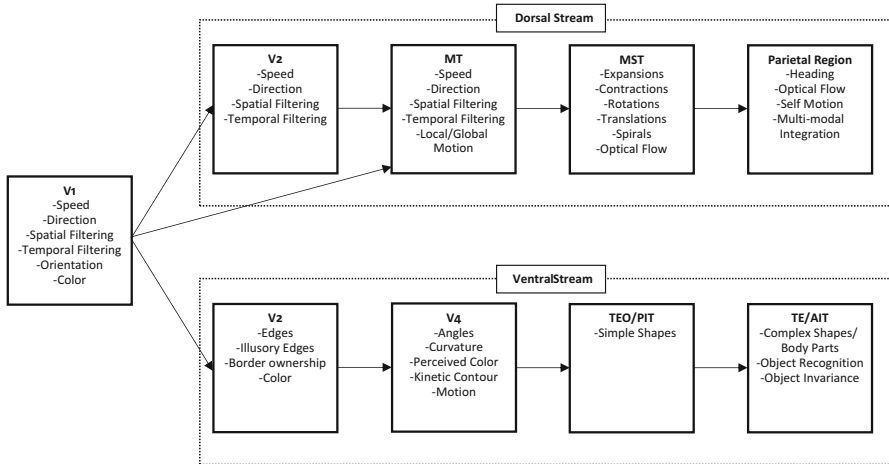 Dorsal Stream
V2
-Speed
-Direction
-Spatial Filtering
-Temporal Filtering
MT
-Speed
-Direction
-Spatial Filtering
-Temporal Filtering
-Local/Global
Motion
MST
-Expansions
-Contractions
-Rotations
-Translations
-Spirals
-Optical Flow
Parietal Region
-Heading
-Optical Flow
-Self Motion
-Multi-modal
Integration
V1
-Speed
-Direction
-Spatial Filtering
-Temporal Filtering
-Orientation
-Color
VentralStream
V2
-Edges
-Illusory Edges
-Border ownership
-Color
V4
-Angles
-Curvature
-Perceived Color
-Kinetic Contour
-Motion
TEO/PIT
-Simple Shapes
TE/AIT
-Complex Shapes/
Body Parts
-Object Recognition
-Object Invariance